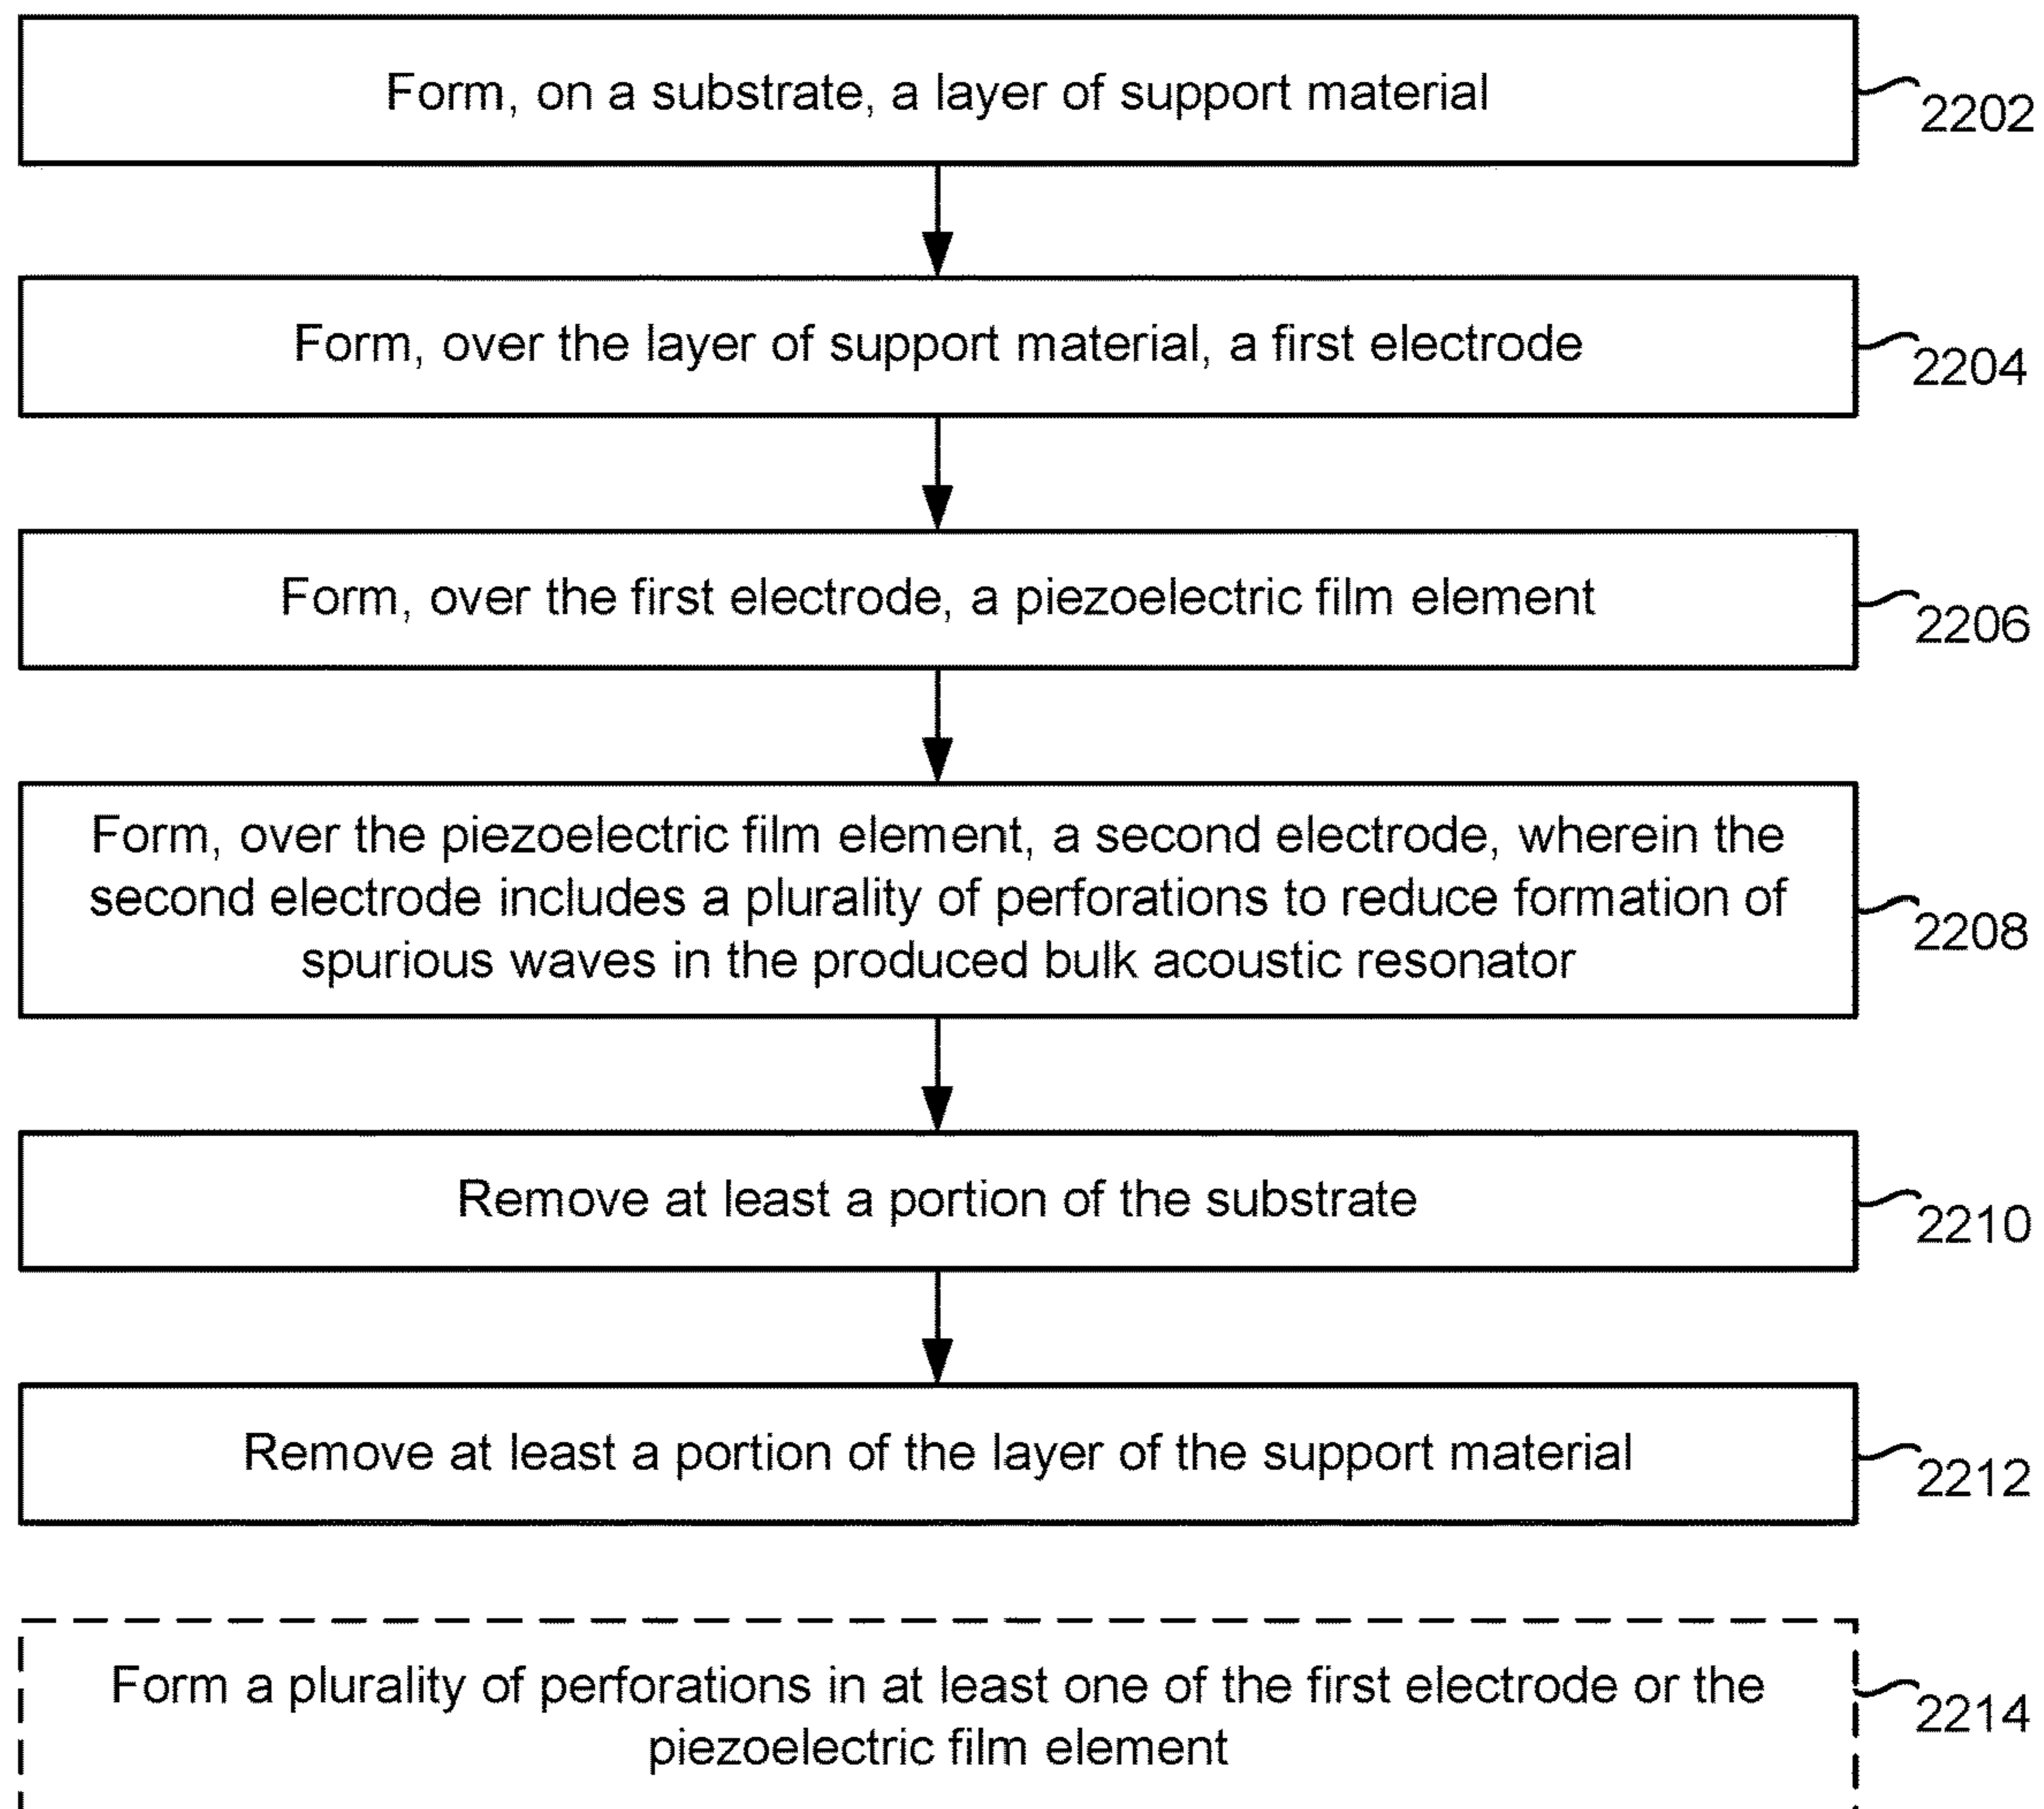 Form, on a substrate, a layer of support material
2202
Form, over the layer of support material, a first electrode
2204
Form, over the first electrode, a piezoelectric film element
2206
Form, over the piezoelectric film element, a second electrode, wherein the
second electrode includes a plurality of perforations to reduce formation of
spurious waves in the produced bulk acoustic resonator
2208
Remove at least a portion of the substrate
2210
Remove at least a portion of the layer of the support material
2212
Form a plurality of perforations in at least one of the first electrode or the
piezoelectric film element
2214